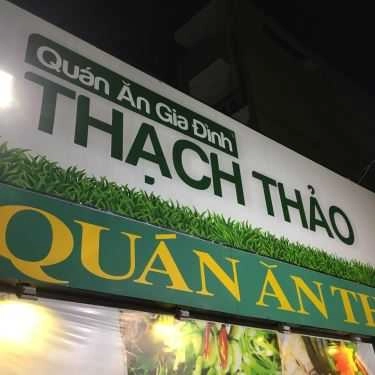 Quán Ăn Gia Đình
THẠCH THẢO
QUÁN ĂN